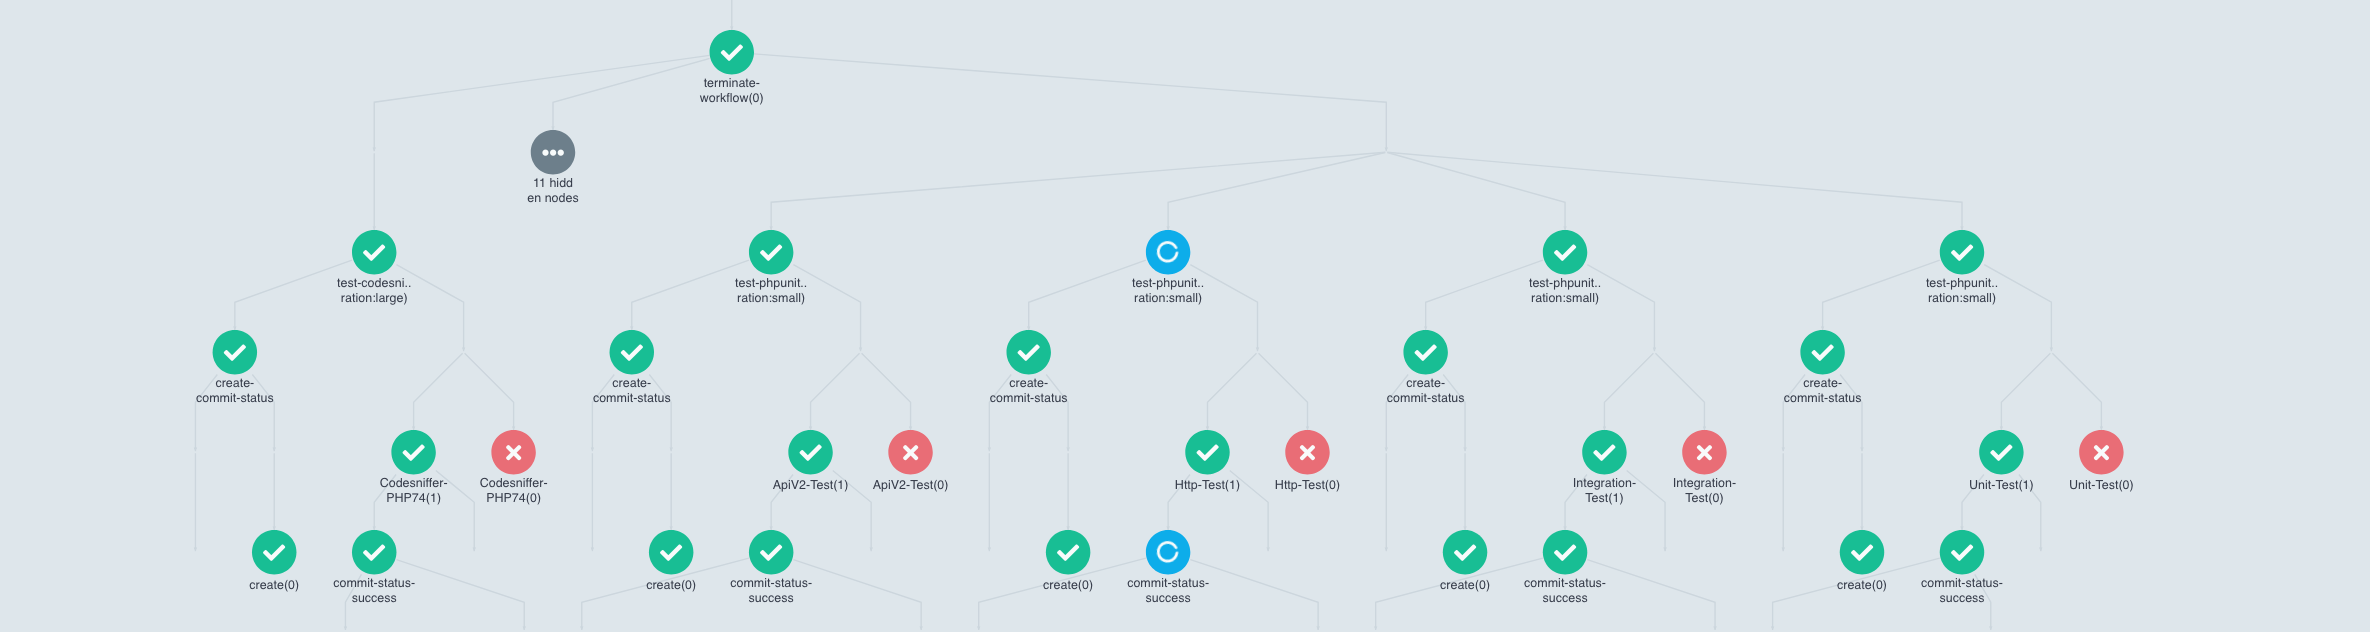 terminate-
workflow(0)
11 hidd
en nodes
test-codesni..
ration:large)
test-phpunit..
ration:small)
test-phpunit..
ration:small)
test-phpunit..
ration:small)
test-phpunit..
ration:small)
create-
commit-status
create-
commit-status
create-
commit-status
create-
commit-status
create-
commit-status
Codesniffer-
PHP74(1)
Codesniffer-
PHP74(0)
ApiV2-Test(1)
ApiV2-Test(0)
Http-Test(1)
Http-Test(0)
Integration-
Test(1)
Integration-
Test(0)
Unit-Test(1)
Unit-Test(0)
create(0)
commit-status-
success
create(0)
commit-status-
success
create(0)
commit-status-
success
create(0)
commit-status-
success
create(0)
commit-status-
success